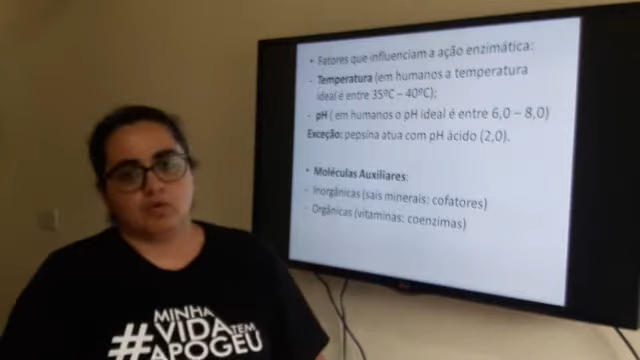 • Fatores que influenciam a ação enzimática:
- Temperatura (em humanos a temperatura
ideal é entre 35ºC – 40ºC);
- pH ( em humanos o pH ideal é entre 6,0 – 8,0)
Exceção: pepsina atua com pH ácido (2,0).
• Moléculas Auxiliares:
- Inorgânicas (sais minerais: cofatores)
- Orgânicas (vitaminas: coenzimas)
MINHA
#VIDA TEM
APOGEU